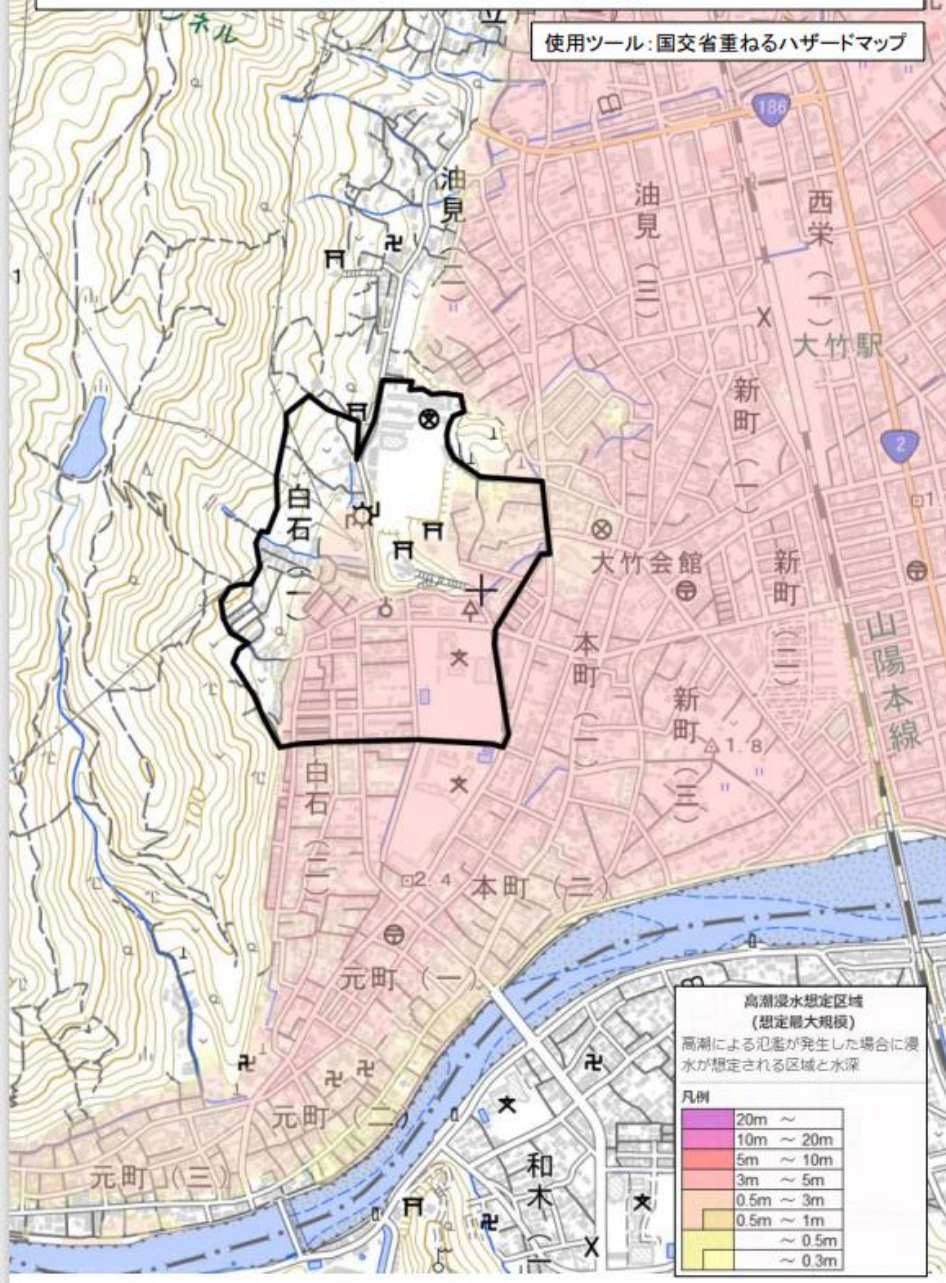 使用ツール:国交省重ねるハザードマップ
ンネル
186
油見(二)
油見(三)
西栄(一)
大竹駅
新町(一)
2
白石(一)
大竹会館
新町(二)
山陽本線
本町(一)
新町(三)
1.8
白石(二)
100
2.4
本町(二)
元町(一)
元町(二)
元町(三)
和木
高潮浸水想定区域
(想定最大規模)
高潮による氾濫が発生した場合に浸
水が想定される区域と水深
凡例
20m ~
10m ~ 20m
5m ~ 10m
3m ~ 5m
0.5m ~ 3m
0.5m ~ 1m
~ 0.5m
~ 0.3m